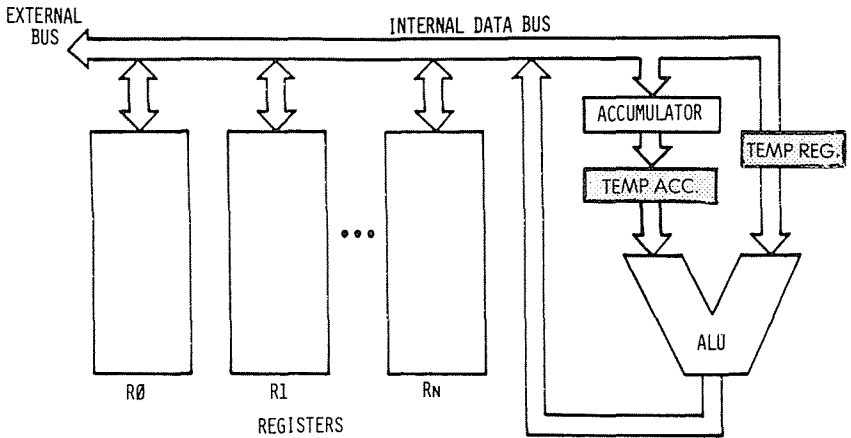 EXTERNAL
BUS
INTERNAL DATA BUS
ACCUMULATOR
TEMP REG.
TEMP ACC.
ALU
RØ
R1
RN
REGISTERS